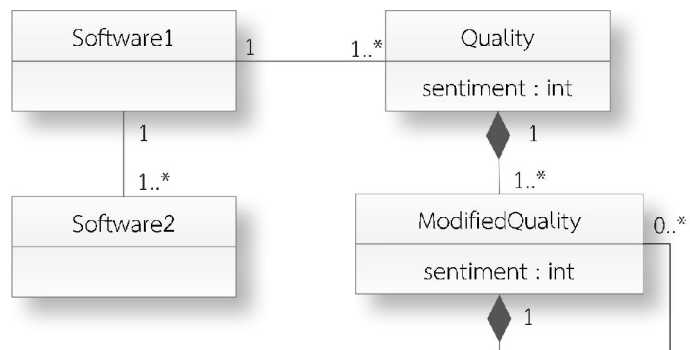 Software1
1
1..*
Quality
sentiment : int
1
1..*
Software2
1
1..*
ModifiedQuality
0..*
sentiment : int
1